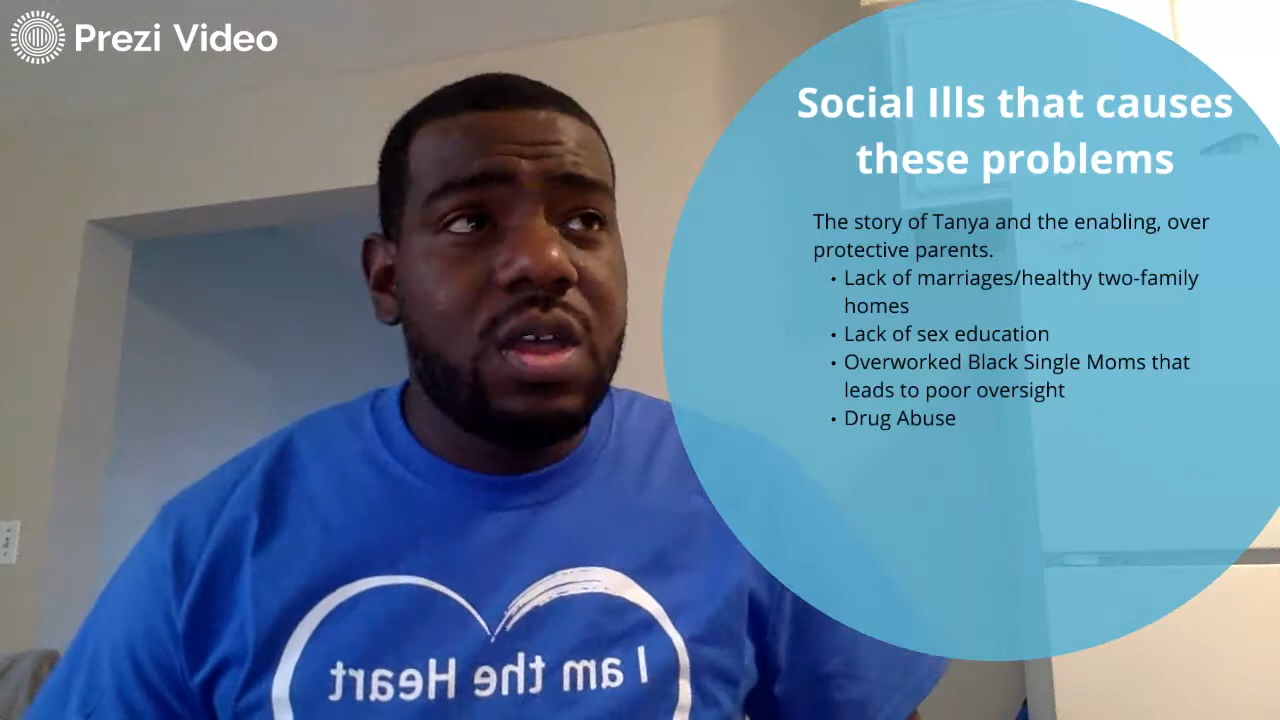 Prezi Video
Social Ills that causes
these problems
The story of Tanya and the enabling, over
protective parents.
• Lack of marriages/healthy two-family
homes
• Lack of sex education
• Overworked Black Single Moms that
leads to poor oversight
• Drug Abuse
I am the Heart